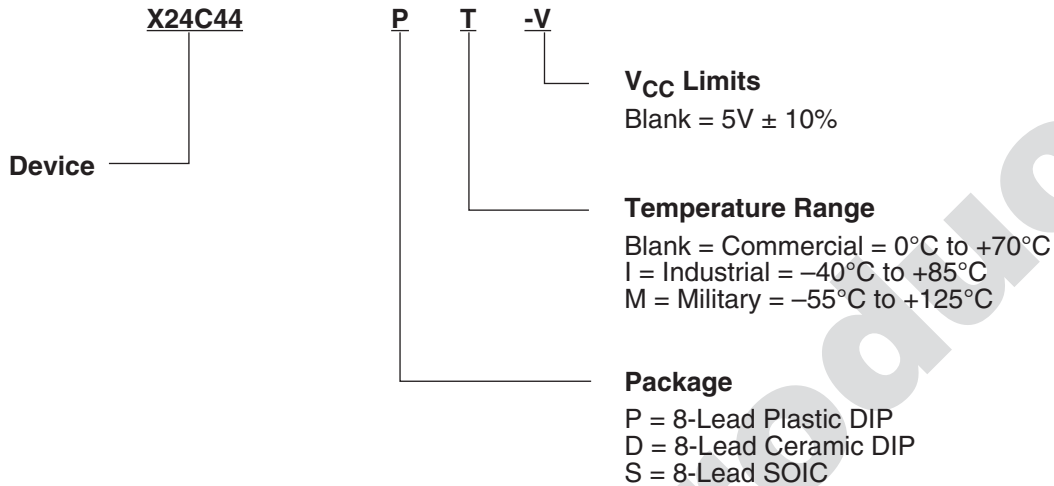 X24C44 P T -V
VCC Limits
Blank = 5V ± 10%
Device
Temperature Range
Blank = Commercial = 0°C to +70°C
I = Industrial = –40°C to +85°C
M = Military = –55°C to +125°C
Package
P = 8-Lead Plastic DIP
D = 8-Lead Ceramic DIP
S = 8-Lead SOIC